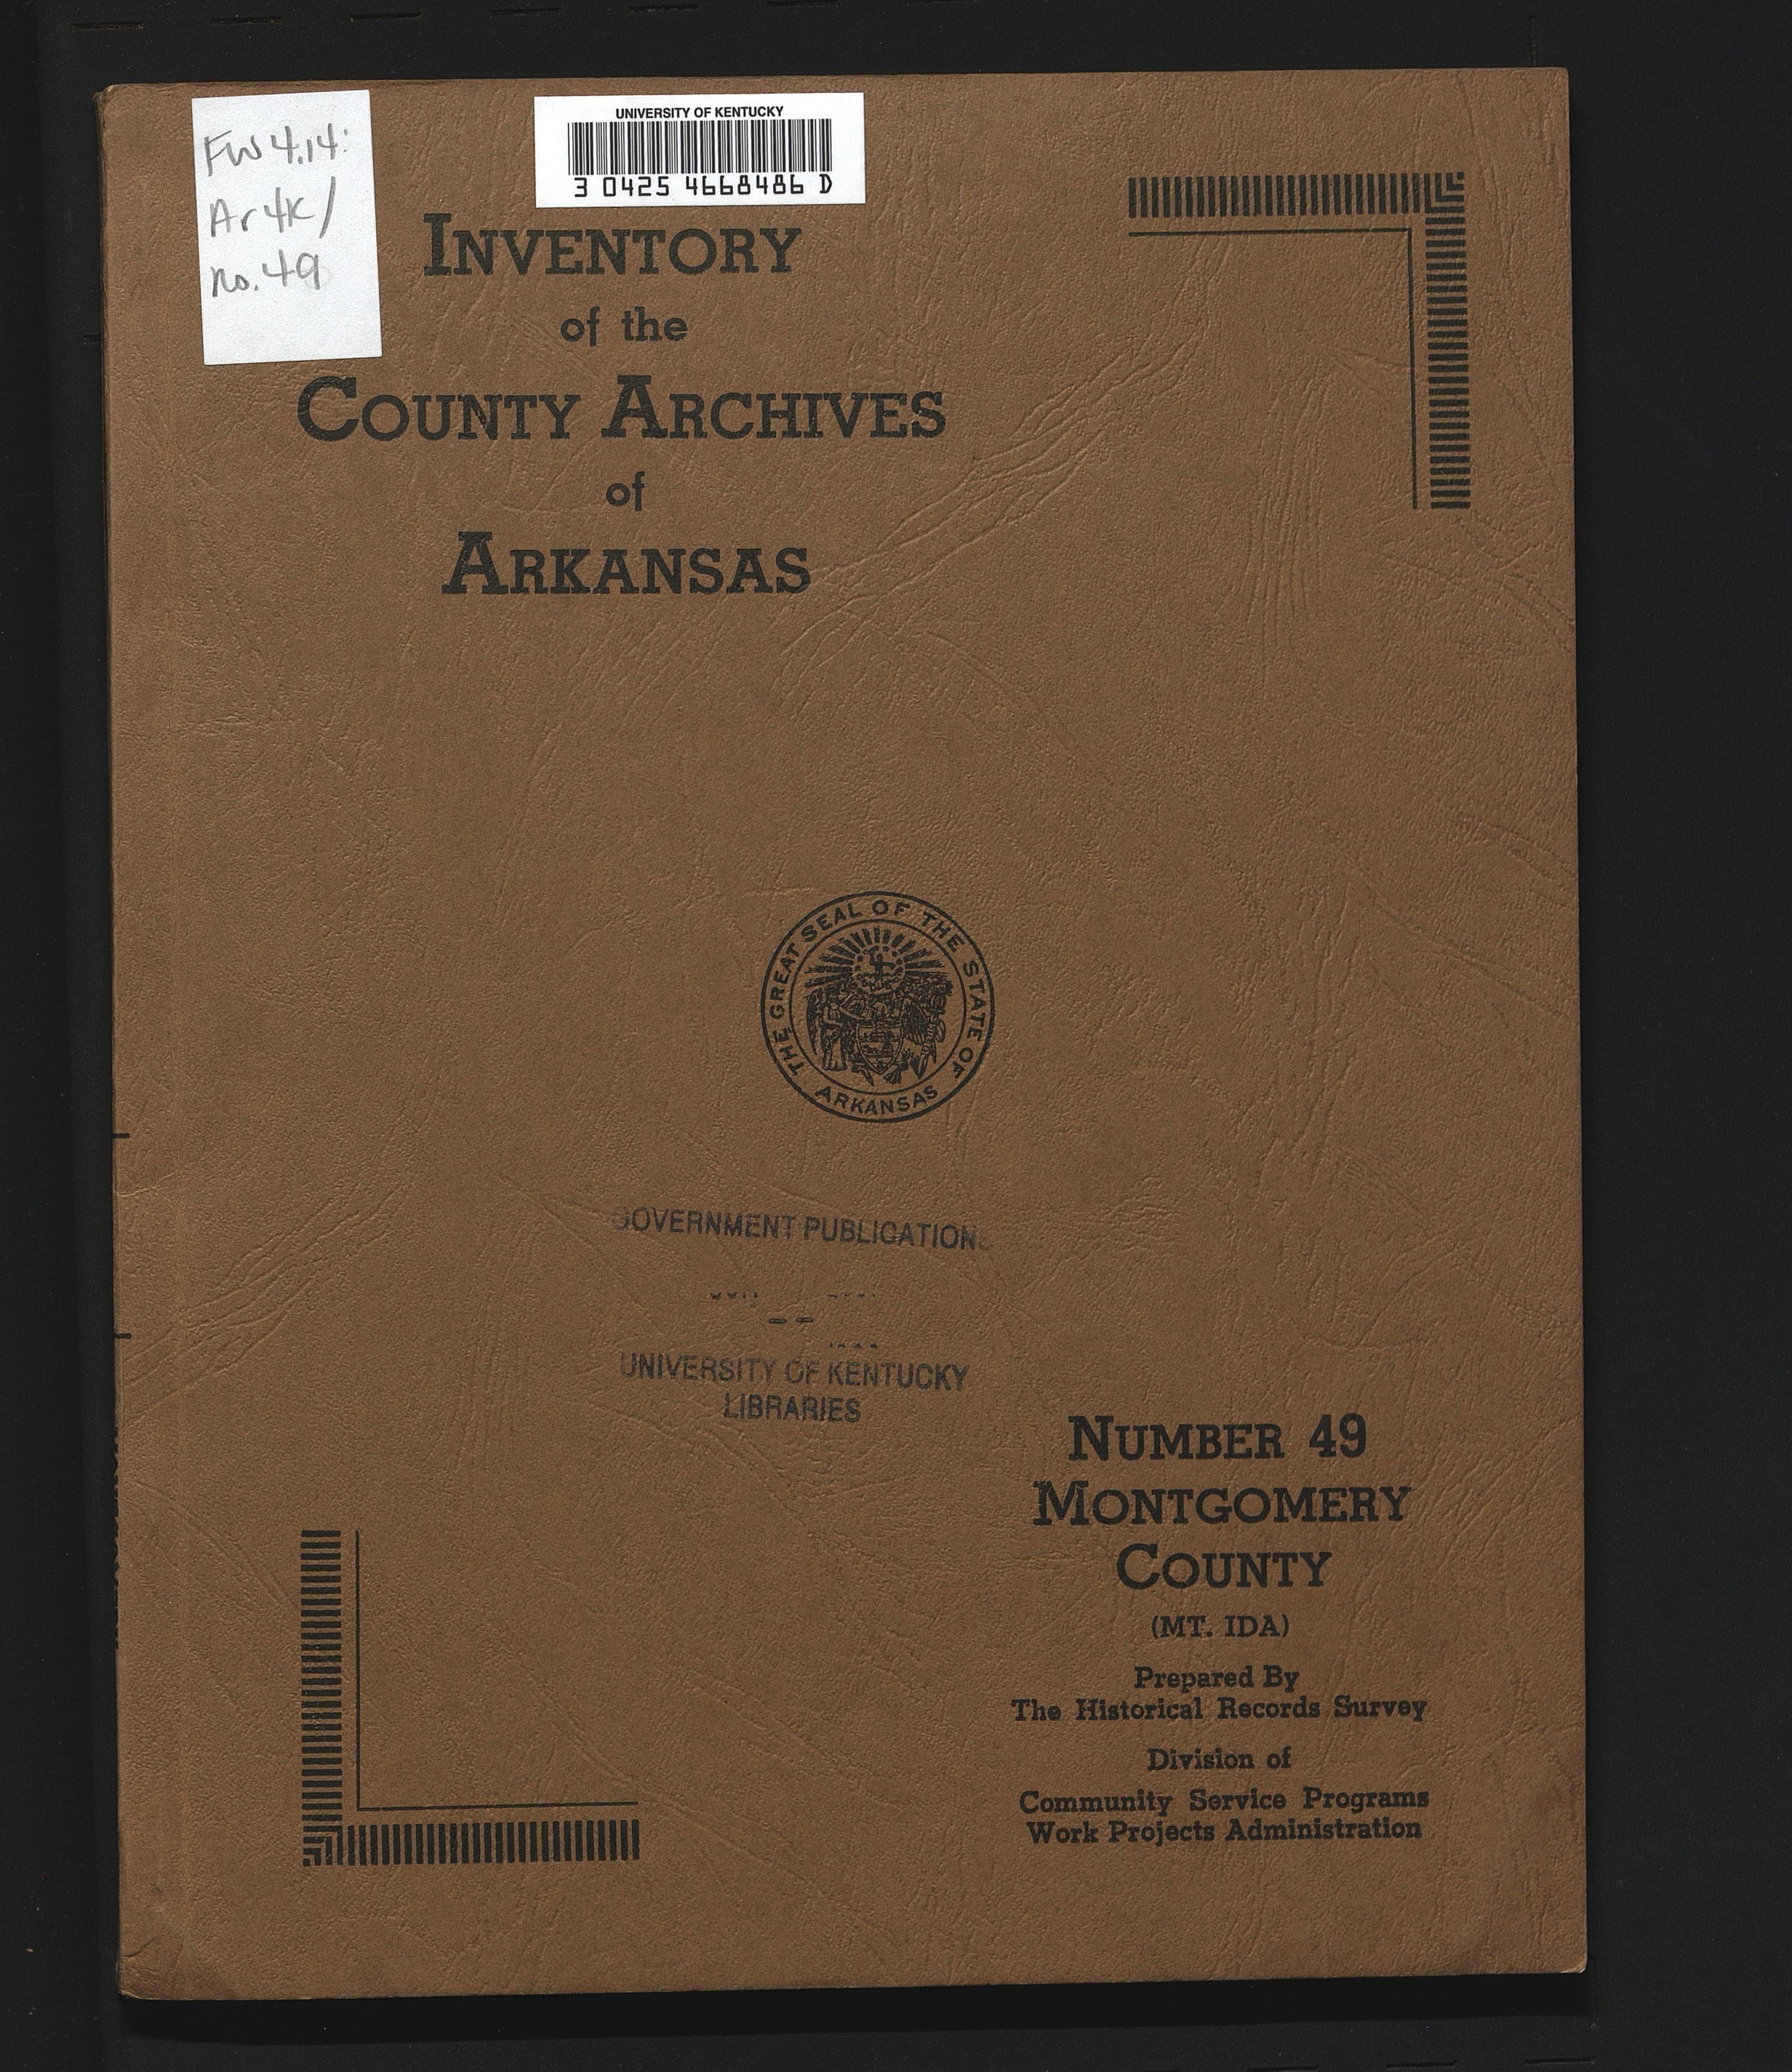 FW 4.14:
Ar4K/
no. 49
UNIVERSITY OF KENTUCKY
3 0425 4668486 D
INVENTORY
of the
COUNTY ARCHIVES
of
ARKANSAS
THE GREAT SEAL OF THE STATE OF ARKANSAS
GOVERNMENT PUBLICATIONS
UNIVERSITY OF KENTUCKY
LIBRARIES
NUMBER 49
MONTGOMERY
COUNTY
(MT. IDA)
Prepared By
The Historical Records Survey
Division of
Community Service Programs
Work Projects Administration